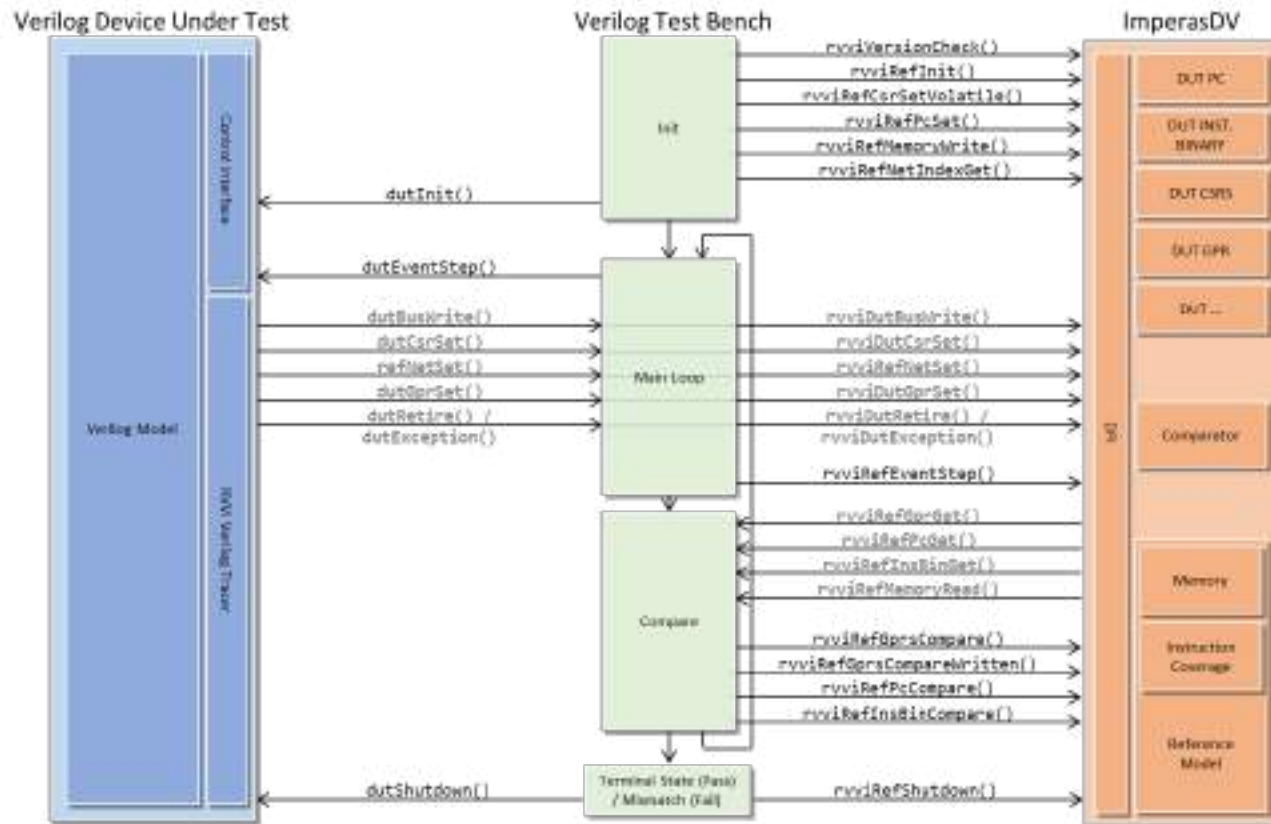 Verilog Device Under Test
Verilog Test Bench
ImperasDV
Verilog Model
Control Interface
RVVI Verilog Tracer
dutInit()
dutEventStep()
dutBusWrite()
dutCsrSet()
refNetSet()
dutGprSet()
dutRetire() /
dutException()
dutShutdown()
Init
Main Loop
Compare
Terminal State (Pass)
/ Mismatch (Fail)
rvviVersionCheck()
rvviRefInit()
rvviRefCsrSetVolatile()
rvviRefPcSet()
rvviRefMemoryWrite()
rvviRefNetIndexGet()
rvviDutBusWrite()
rvviDutCsrSet()
rvviRefNetSet()
rvviDutGprSet()
rvviDutRetire() /
rvviDutException()
rvviRefEventStep()
rvviRefGprGet()
rvviRefPcGet()
rvviRefInsBinGet()
rvviRefMemoryRead()
rvviRefGprsCompare()
rvviRefGprsCompareWritten()
rvviRefPcCompare()
rvviRefInsBinCompare()
rvviRefShutdown()
DPI
DUT PC
DUT INST.
BINARY
DUT CSRS
DUT GPR
DUT ...
Comparator
Memory
Instruction
Coverage
Reference
Model